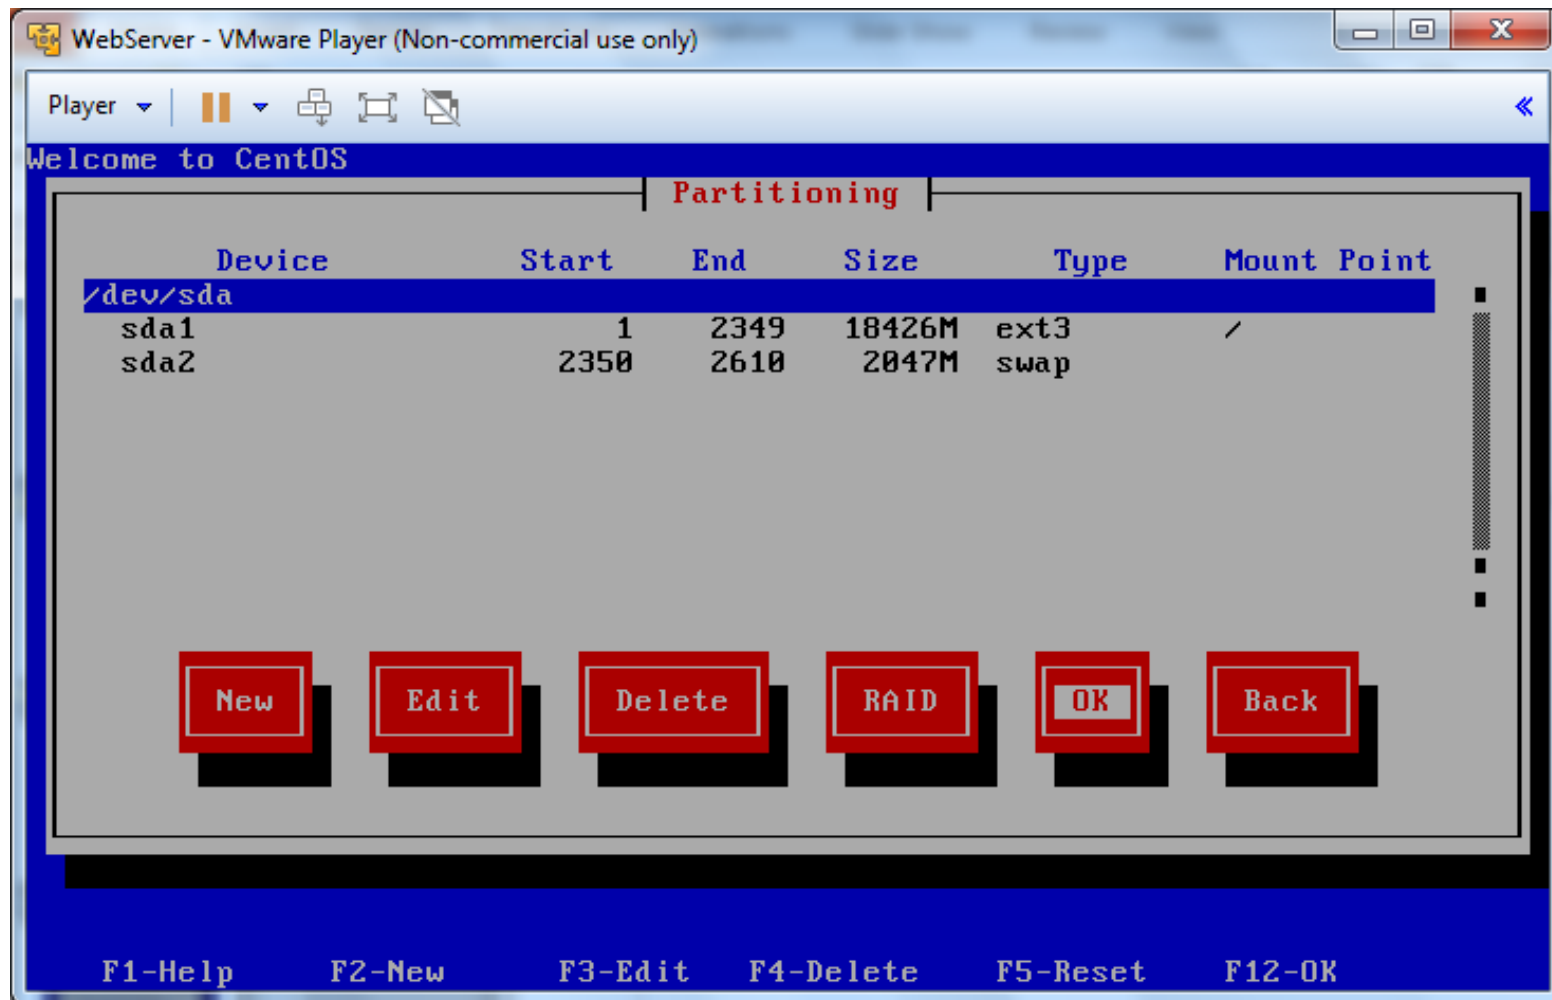 WebServer - VMware Player (Non-commercial use only)
Player
Welcome to CentOS
Partitioning
Device Start End Size Type Mount Point
/dev/sda
sda1 1 2349 18426M ext3 /
sda2 2350 2610 2047M swap
New Edit Delete RAID OK Back
F1-Help F2-New F3-Edit F4-Delete F5-Reset F12-OK